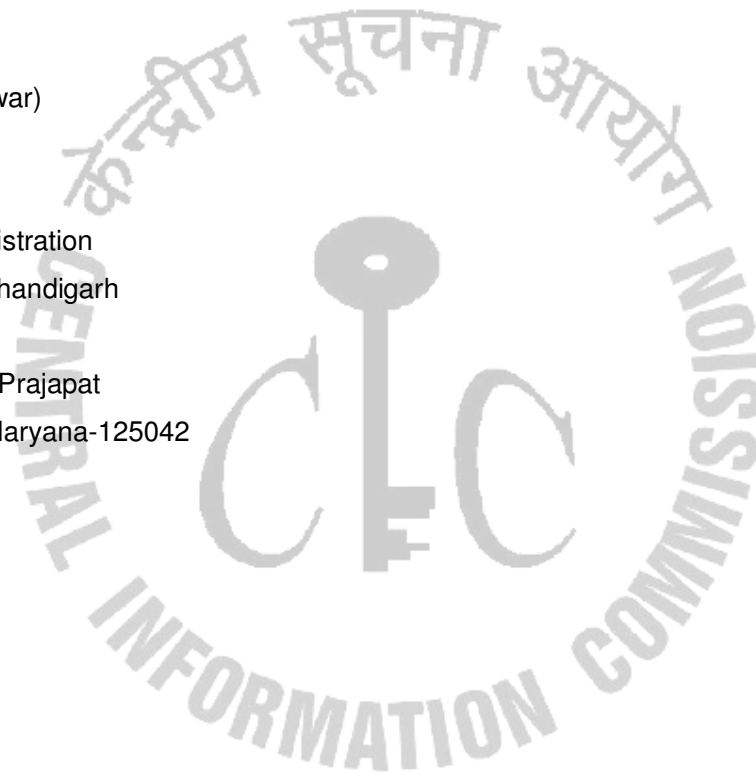 केन्द्रीय सूचना आयोग
war)
istration
handigarh
Prajapat
laryana-125042
CIC
CENTRAL INFORMATION COMMISSION